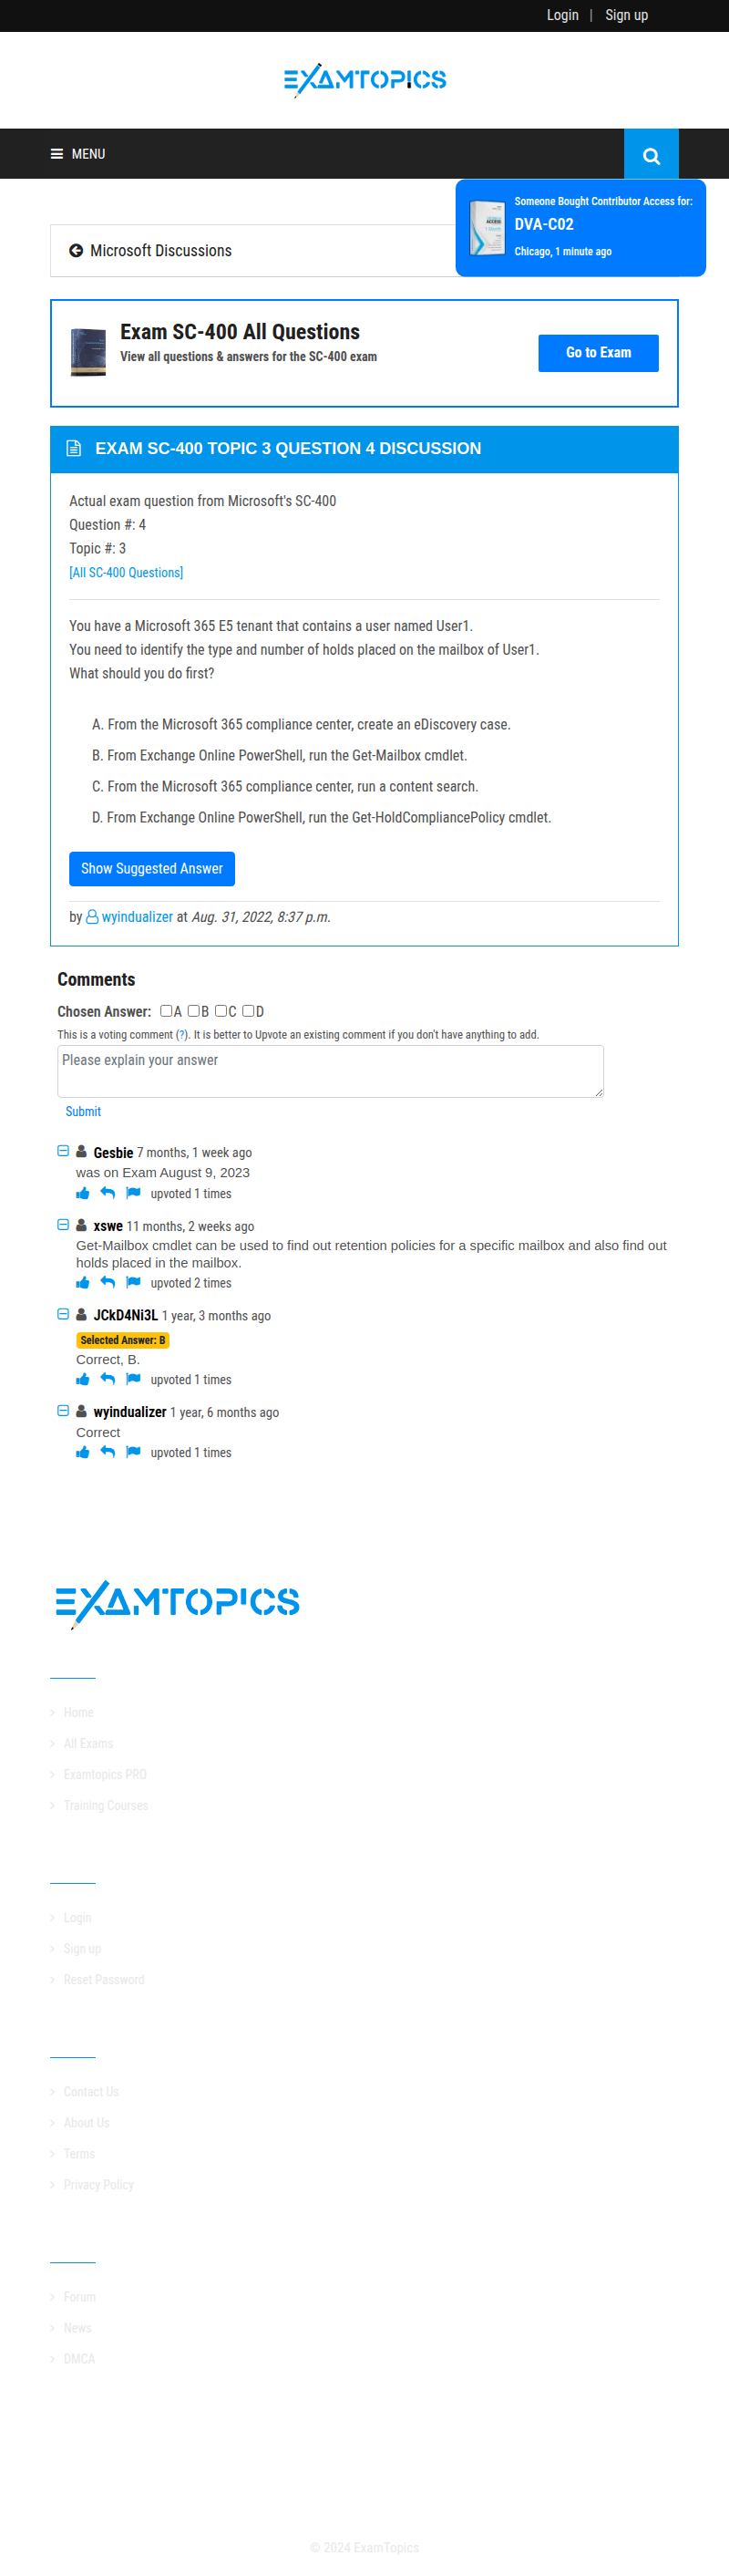 Login | Sign up
EXAMTOPICS
MENU
Someone Bought Contributor Access for:
DVA-C02
Chicago, 1 minute ago
Microsoft Discussions
Exam SC-400 All Questions
View all questions & answers for the SC-400 exam
Go to Exam
EXAM SC-400 TOPIC 3 QUESTION 4 DISCUSSION
Actual exam question from Microsoft's SC-400
Question #: 4
Topic #: 3
[All SC-400 Questions]
You have a Microsoft 365 E5 tenant that contains a user named User1.
You need to identify the type and number of holds placed on the mailbox of User1.
What should you do first?
A. From the Microsoft 365 compliance center, create an eDiscovery case.
B. From Exchange Online PowerShell, run the Get-Mailbox cmdlet.
C. From the Microsoft 365 compliance center, run a content search.
D. From Exchange Online PowerShell, run the Get-HoldCompliancePolicy cmdlet.
Show Suggested Answer
by wyindualizer at Aug. 31, 2022, 8:37 p.m.
Comments
Chosen Answer: A B C D
This is a voting comment (?). It is better to Upvote an existing comment if you don't have anything to add.
Please explain your answer
Submit
Gesbie 7 months, 1 week ago
was on Exam August 9, 2023
upvoted 1 times
xswe 11 months, 2 weeks ago
Get-Mailbox cmdlet can be used to find out retention policies for a specific mailbox and also find out
holds placed in the mailbox.
upvoted 2 times
JCkD4Ni3L 1 year, 3 months ago
Selected Answer: B
Correct, B.
upvoted 1 times
wyindualizer 1 year, 6 months ago
Correct
upvoted 1 times
EXAMTOPICS
Home
All Exams
Examtopics PRO
Training Courses
Login
Sign up
Reset Password
Contact Us
About Us
Terms
Privacy Policy
Forum
News
DMCA
© 2024 ExamTopics